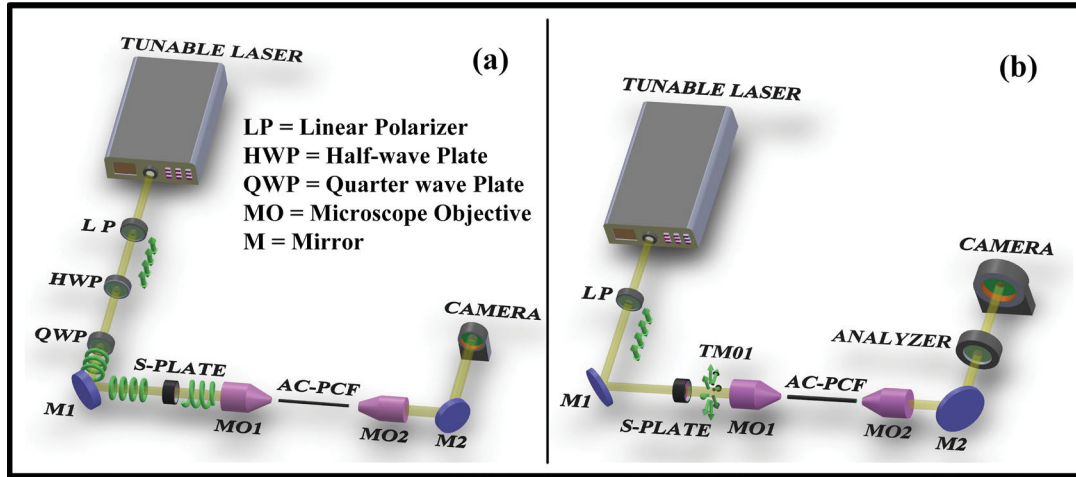 (a)
TUNABLE LASER
LP = Linear Polarizer
HWP = Half-wave Plate
QWP = Quarter wave Plate
MO = Microscope Objective
M = Mirror
L P
HWP
QWP
M1
S-PLATE
MO1
AC-PCF
MO2
M2
CAMERA
(b)
TUNABLE LASER
LP
M1
S-PLATE
TM01
MO1
AC-PCF
MO2
M2
ANALYZER
CAMERA